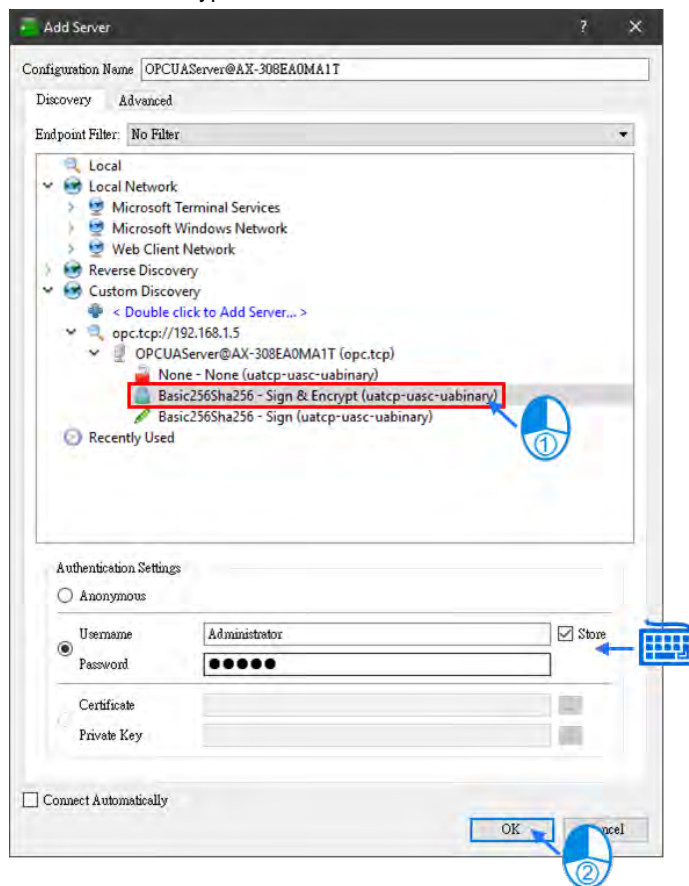 Add Server ? ×
Configuration Name OPCUAServer@AX-308EA0MA1T
Discovery Advanced
Endpoint Filter: No Filter
Local
Local Network
Microsoft Terminal Services
Microsoft Windows Network
Web Client Network
Reverse Discovery
Custom Discovery
< Double click to Add Server... >
opc.tcp://192.168.1.5
OPCUAServer@AX-308EA0MA1T (opc.tcp)
None - None (uatcp-uasc-uabinary)
Basic256Sha256 - Sign & Encrypt (uatcp-uasc-uabinary)
①
Basic256Sha256 - Sign (uatcp-uasc-uabinary)
Recently Used
Authentication Settings
Anonymous
Username Administrator Store
Password ●●●●●
Certificate
Private Key
Connect Automatically
OK
②